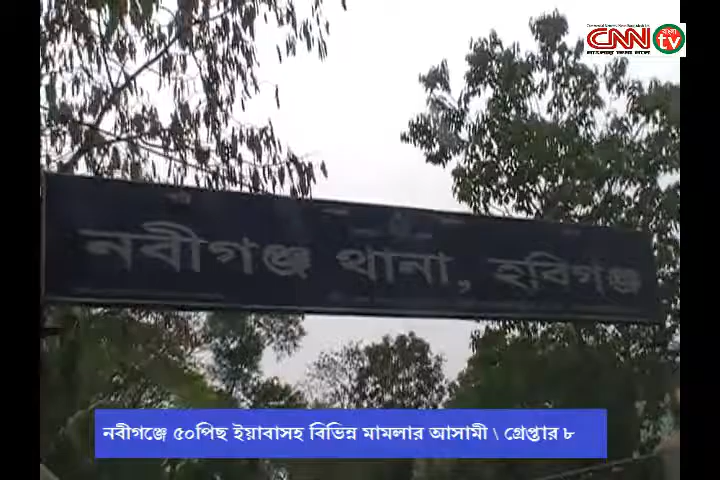 CNN
বাংলা
tv
নবীগঞ্জ থানা, হবিগঞ্জ
নবীগঞ্জে ৫০পিছ ইয়াবাসহ বিভিন্ন মামলার আসামী \ গ্রেপ্তার ৮